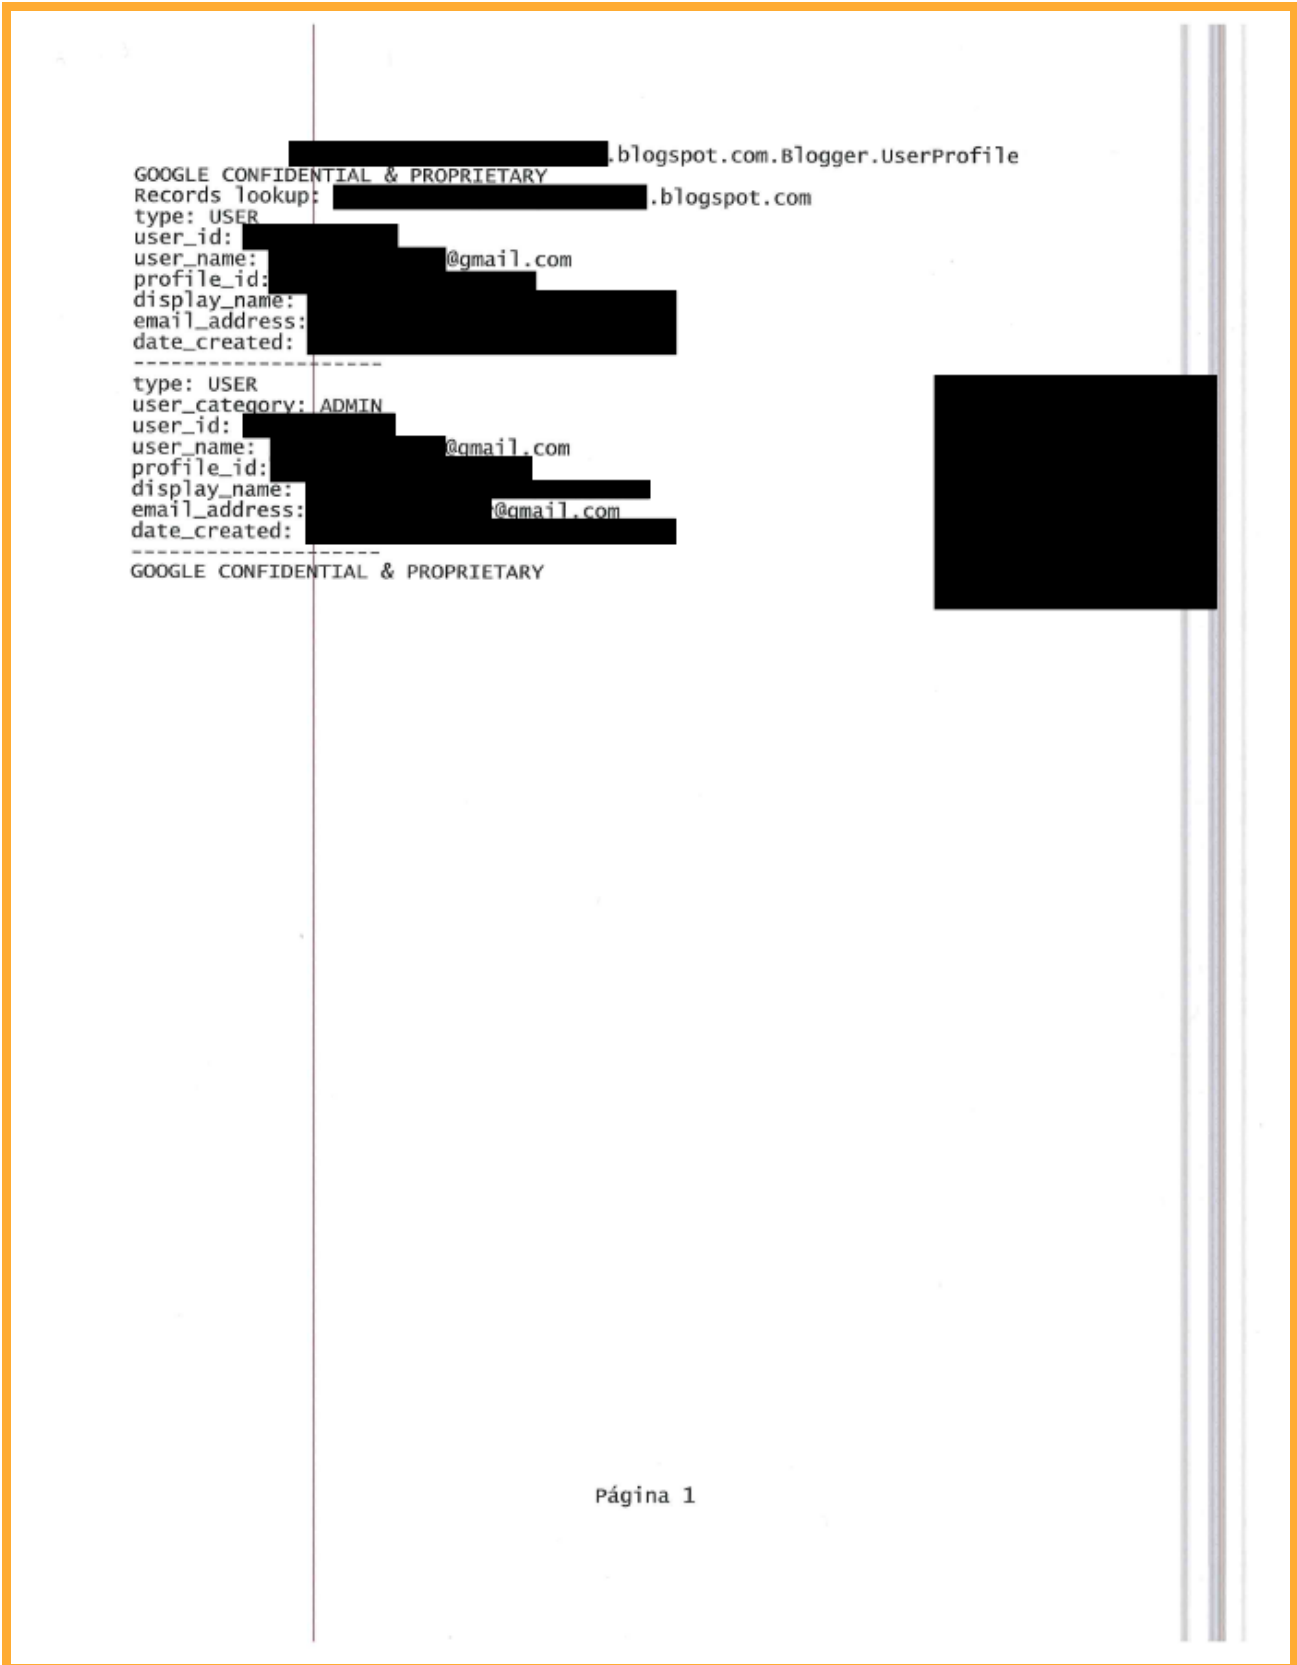 .blogspot.com.Blogger.UserProfile
GOOGLE CONFIDENTIAL & PROPRIETARY
Records lookup: .blogspot.com
type: USER
user_id:
user_name: @gmail.com
profile_id:
display_name:
email_address:
date_created:
--------------------
type: USER
user_category: ADMIN
user_id:
user_name: @gmail.com
profile_id:
display_name:
email_address: @gmail.com
date_created:
--------------------
GOOGLE CONFIDENTIAL & PROPRIETARY
Página 1